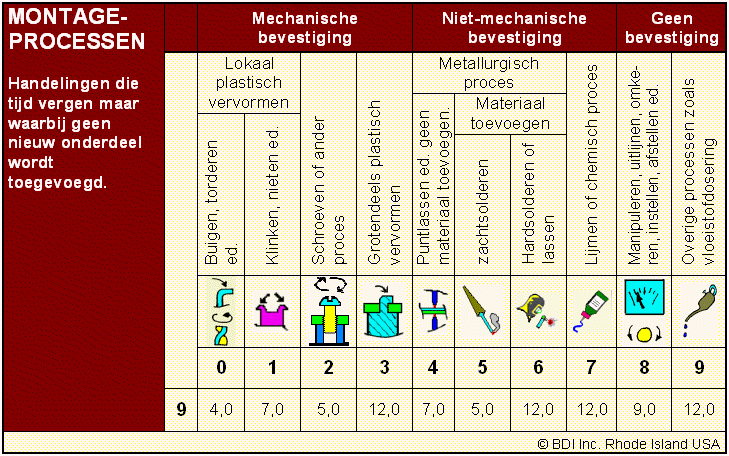 MONTAGE-
PROCESSEN
Handelingen die
tijd vergen maar
waarbij geen
nieuw onderdeel
wordt
toegevoegd.
Mechanische
bevestiging
Niet-mechanische
bevestiging
Geen
bevestiging
Lokaal
plastisch
vervormen
Metallurgisch
proces
Materiaal
toevoegen
Buigen, torderen
ed.
Klinken, nieten ed.
Schroeven of ander
proces
Grotendeels plastisch
vervormen
Puntlassen ed. geen
materiaal toevoegen.
zachtsolderen
Hardsolderen of
lassen
Lijmen of chemisch proces
Manipuleren, uitlijnen, omke-
ren, instellen, afstellen ed.
Overige processen zoals
vloeistofdosering
0 1 2 3 4 5 6 7 8 9
9 4,0 7,0 5,0 12,0 7,0 5,0 12,0 12,0 9,0 12,0
© BDI Inc. Rhode Island USA